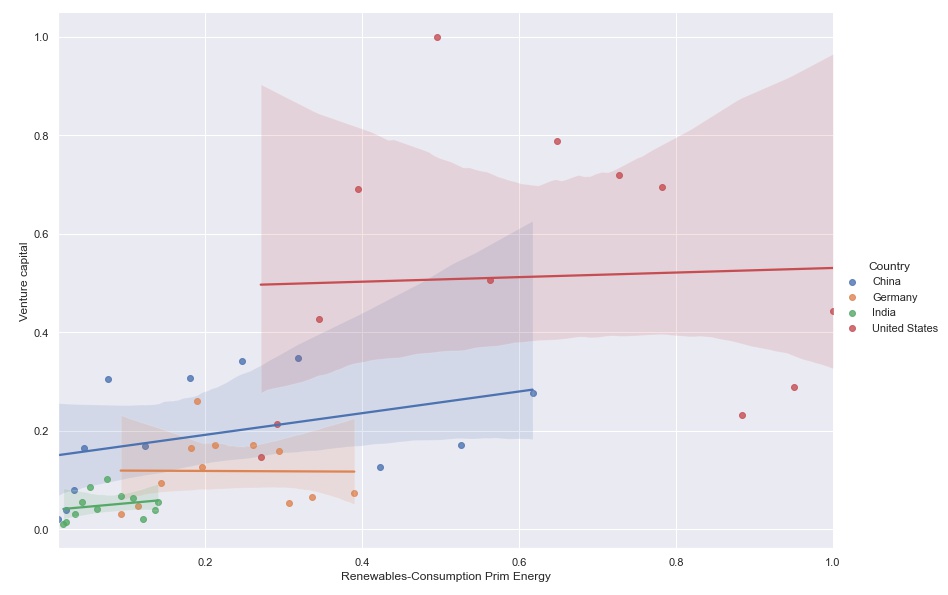 1.0
0.8
0.6
0.4
0.2
0.0
Venture capital
0.2 0.4 0.6 0.8 1.0
Renewables-Consumption Prim Energy
Country
China
Germany
India
United States